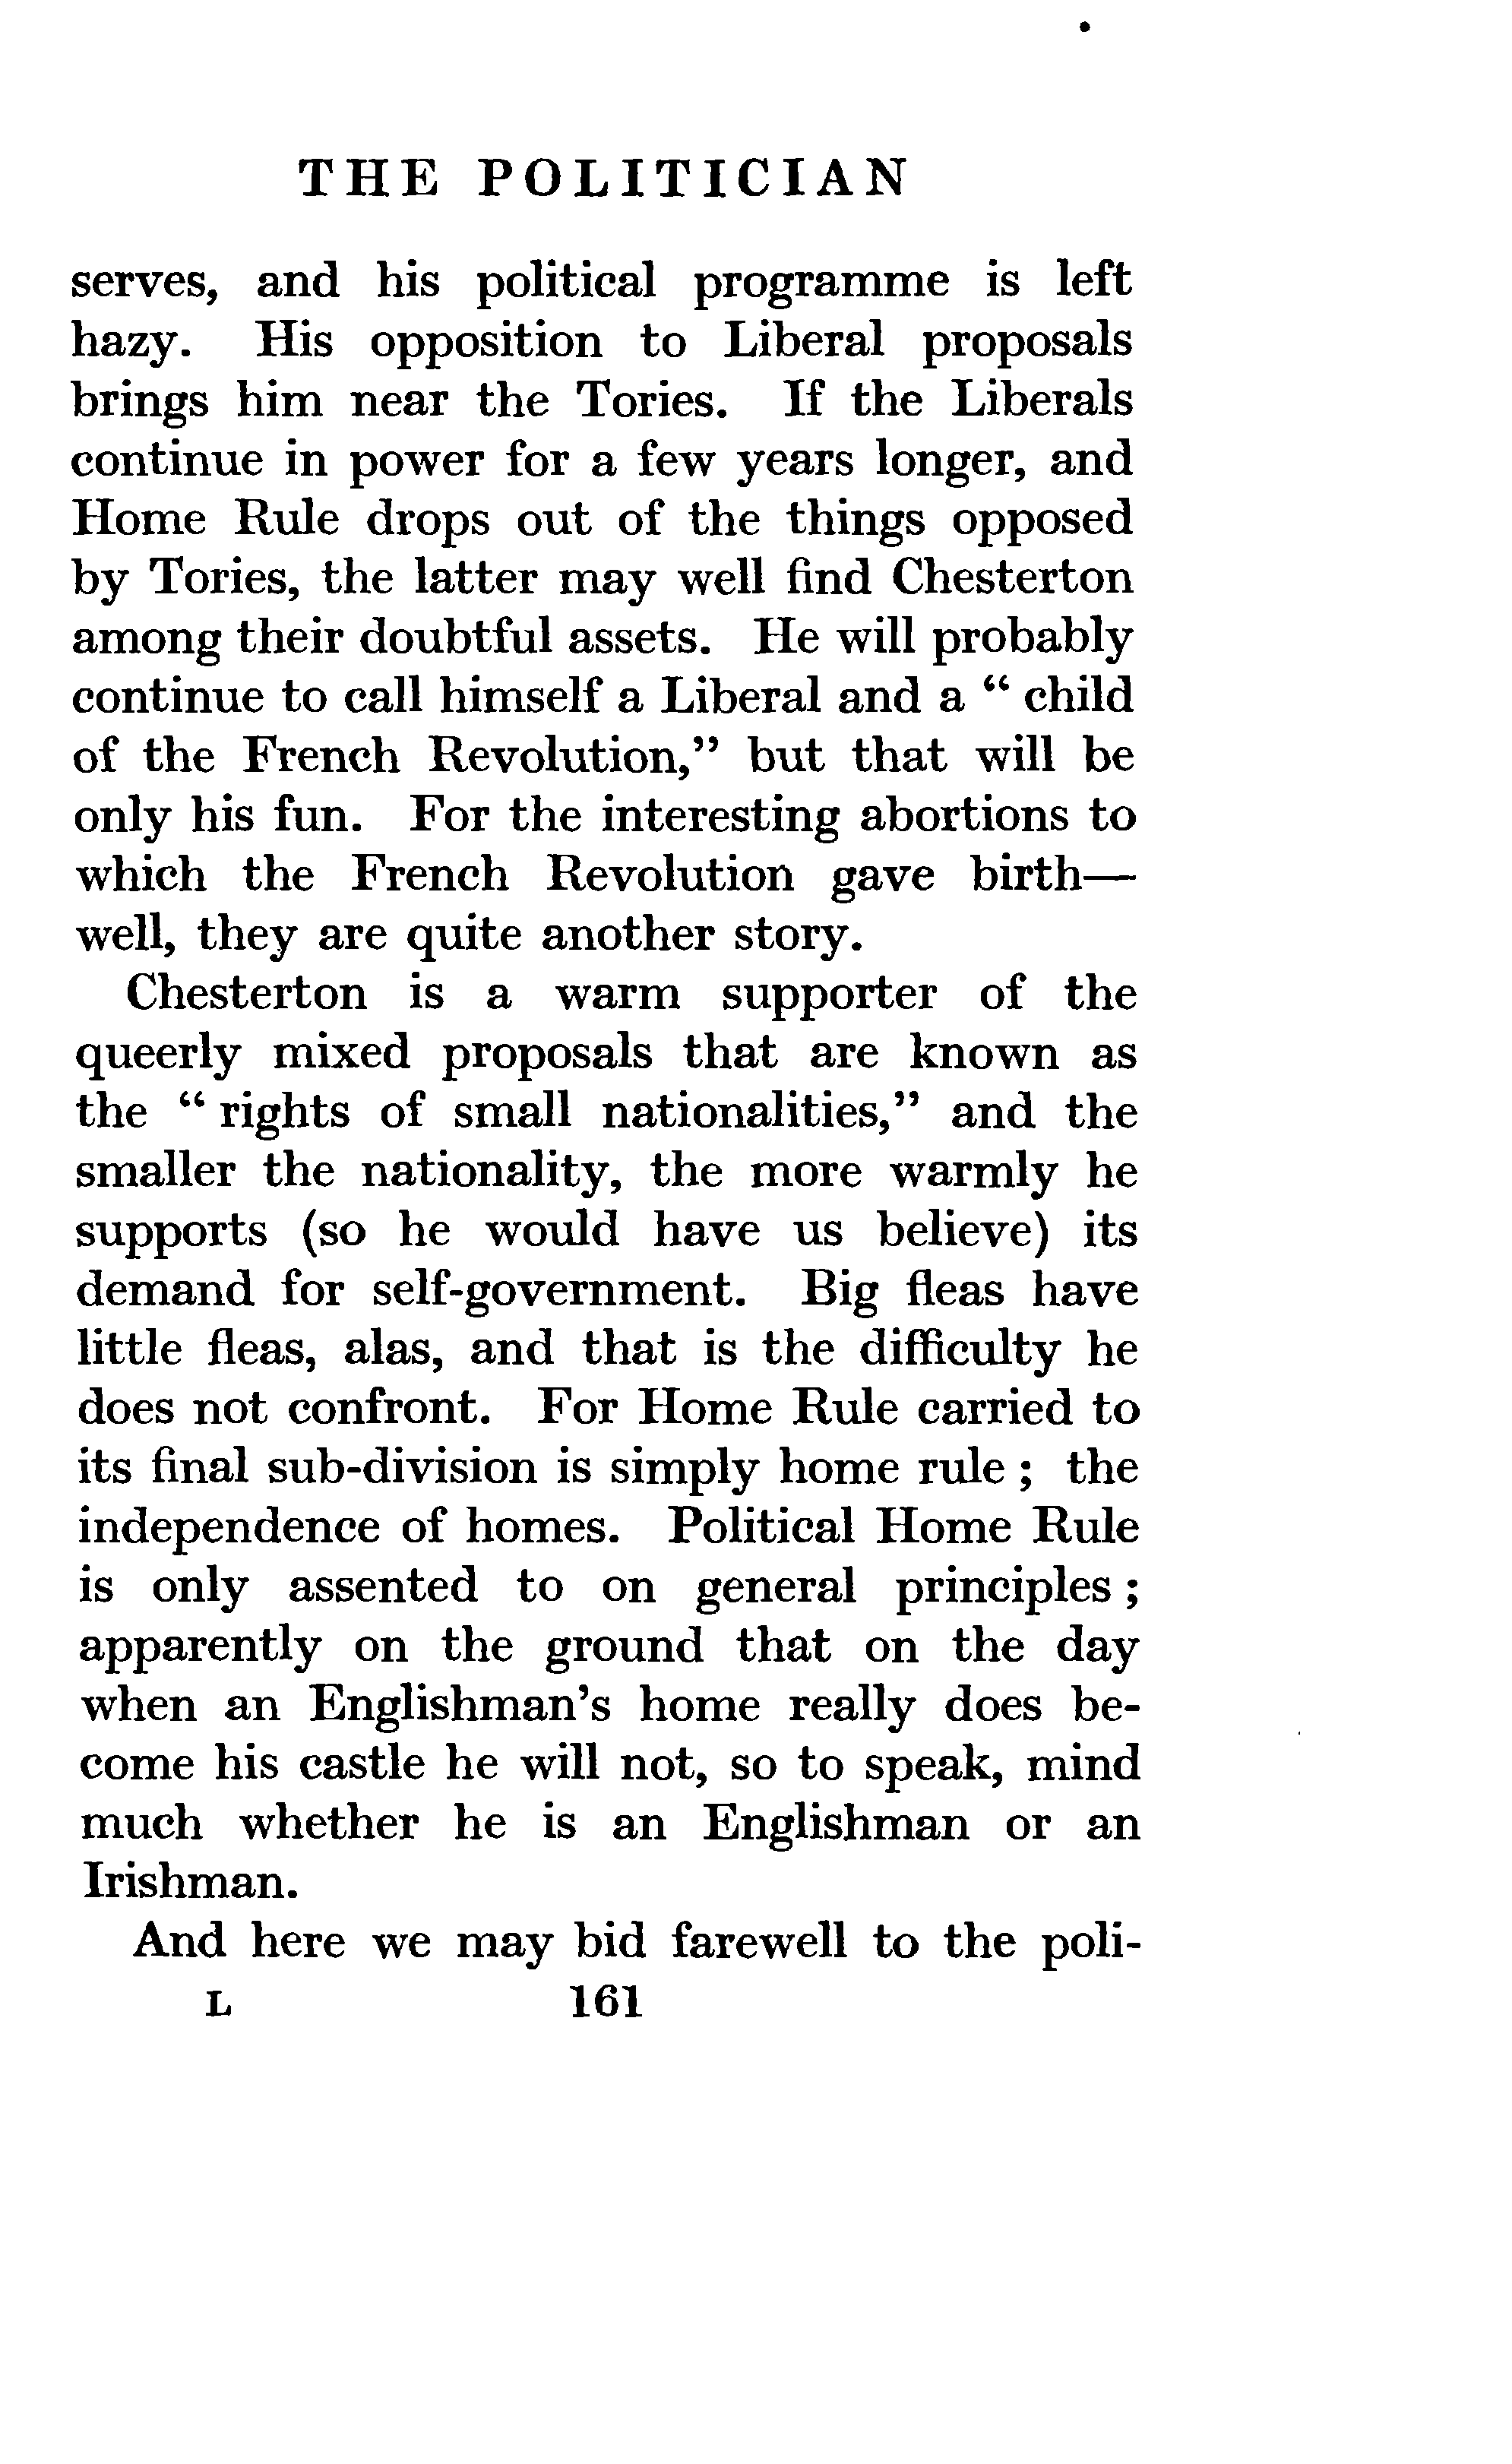 THE POLITICIAN
serves, and his political programme is left
hazy. His opposition to Liberal proposals
brings him near the Tories. If the Liberals
continue in power for a few years longer, and
Home Rule drops out of the things opposed
by Tories, the latter may well find Chesterton
among their doubtful assets. He will probably
continue to call himself a Liberal and a “ child
of the French Revolution,” but that will be
only his fun. For the interesting abortions to
which the French Revolution gave birth—
well, they are quite another story.
Chesterton is a warm supporter of the
queerly mixed proposals that are known as
the “ rights of small nationalities,” and the
smaller the nationality, the more warmly he
supports (so he would have us believe) its
demand for self-government. Big fleas have
little fleas, alas, and that is the difficulty he
does not confront. For Home Rule carried to
its final sub-division is simply home rule ; the
independence of homes. Political Home Rule
is only assented to on general principles ;
apparently on the ground that on the day
when an Englishman’s home really does be-
come his castle he will not, so to speak, mind
much whether he is an Englishman or an
Irishman.
And here we may bid farewell to the poli-
L 161